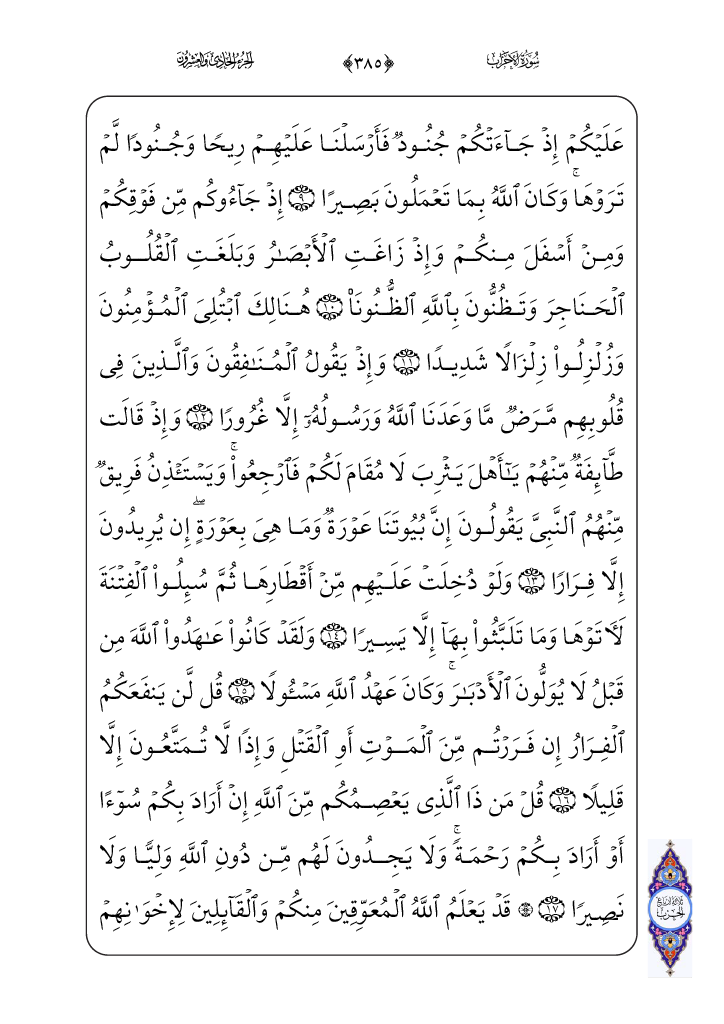 سُورَةُ الأَحْزَابِ
﴿٣٨٥﴾
الجُزْءُ الحَادِى وَالعِشْرُونَ
عَلَيْكُمْ إِذْ جَآءَتْكُمْ جُنُودٌ فَأَرْسَلْنَا عَلَيْهِمْ رِيحًا وَجُنُودًا لَّمْ
تَرَوْهَا ۚ وَكَانَ ٱللَّهُ بِمَا تَعْمَلُونَ بَصِيرًا ٩ إِذْ جَآءُوكُم مِّن فَوْقِكُمْ
وَمِنْ أَسْفَلَ مِنكُمْ وَإِذْ زَاغَتِ ٱلْأَبْصَـٰرُ وَبَلَغَتِ ٱلْقُلُوبُ
ٱلْحَنَاجِرَ وَتَظُنُّونَ بِٱللَّهِ ٱلظُّنُونَا۠ ١٠ هُنَالِكَ ٱبْتُلِىَ ٱلْمُؤْمِنُونَ
وَزُلْزِلُوا۟ زِلْزَالًا شَدِيدًا ١١ وَإِذْ يَقُولُ ٱلْمُنَـٰفِقُونَ وَٱلَّذِينَ فِى
قُلُوبِهِم مَّرَضٌ مَّا وَعَدَنَا ٱللَّهُ وَرَسُولُهُۥٓ إِلَّا غُرُورًا ١٢ وَإِذْ قَالَت
طَّآئِفَةٌ مِّنْهُمْ يَـٰٓأَهْلَ يَثْرِبَ لَا مُقَامَ لَكُمْ فَٱرْجِعُوا۟ ۚ وَيَسْتَـْٔذِنُ فَرِيقٌ
مِّنْهُمُ ٱلنَّبِىَّ يَقُولُونَ إِنَّ بُيُوتَنَا عَوْرَةٌ وَمَا هِىَ بِعَوْرَةٍ ۖ إِن يُرِيدُونَ
إِلَّا فِرَارًا ١٣ وَلَوْ دُخِلَتْ عَلَيْهِم مِّنْ أَقْطَارِهَا ثُمَّ سُئِلُوا۟ ٱلْفِتْنَةَ
لَـَٔاتَوْهَا وَمَا تَلَبَّثُوا۟ بِهَآ إِلَّا يَسِيرًا ١٤ وَلَقَدْ كَانُوا۟ عَـٰهَدُوا۟ ٱللَّهَ مِن
قَبْلُ لَا يُوَلُّونَ ٱلْأَدْبَـٰرَ ۚ وَكَانَ عَهْدُ ٱللَّهِ مَسْـُٔولًا ١٥ قُل لَّن يَنفَعَكُمُ
ٱلْفِرَارُ إِن فَرَرْتُم مِّنَ ٱلْمَوْتِ أَوِ ٱلْقَتْلِ وَإِذًا لَّا تُمَتَّعُونَ إِلَّا
قَلِيلًا ١٦ قُلْ مَن ذَا ٱلَّذِى يَعْصِمُكُم مِّنَ ٱللَّهِ إِنْ أَرَادَ بِكُمْ سُوٓءًا
أَوْ أَرَادَ بِكُمْ رَحْمَةً ۚ وَلَا يَجِدُونَ لَهُم مِّن دُونِ ٱللَّهِ وَلِيًّا وَلَا
نَصِيرًا ١٧ ۞ قَدْ يَعْلَمُ ٱللَّهُ ٱلْمُعَوِّقِينَ مِنكُمْ وَٱلْقَآئِلِينَ لِإِخْوَٰنِهِمْ
ثلاثة أرباع
الحزب